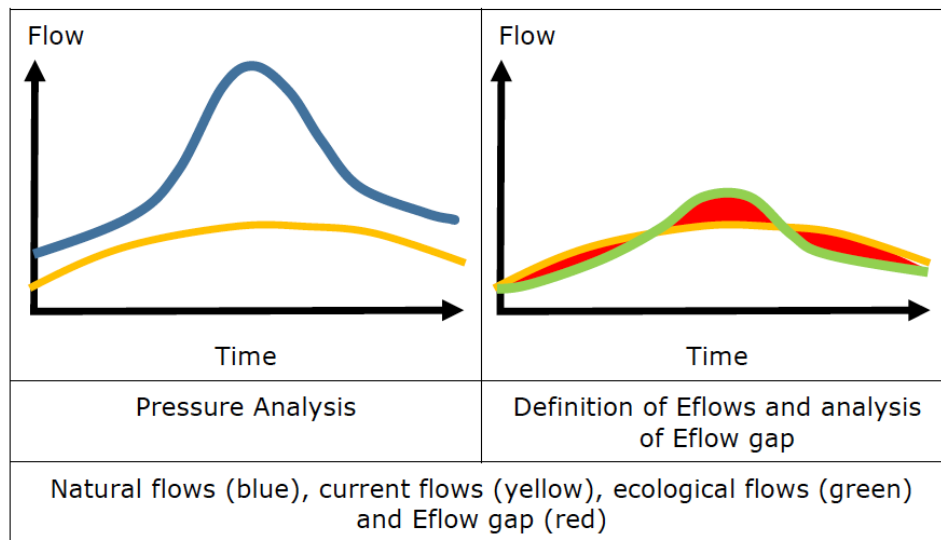 Flow
Flow
Time
Time
Pressure Analysis
Definition of Eflows and analysis
of Eflow gap
Natural flows (blue), current flows (yellow), ecological flows (green)
and Eflow gap (red)